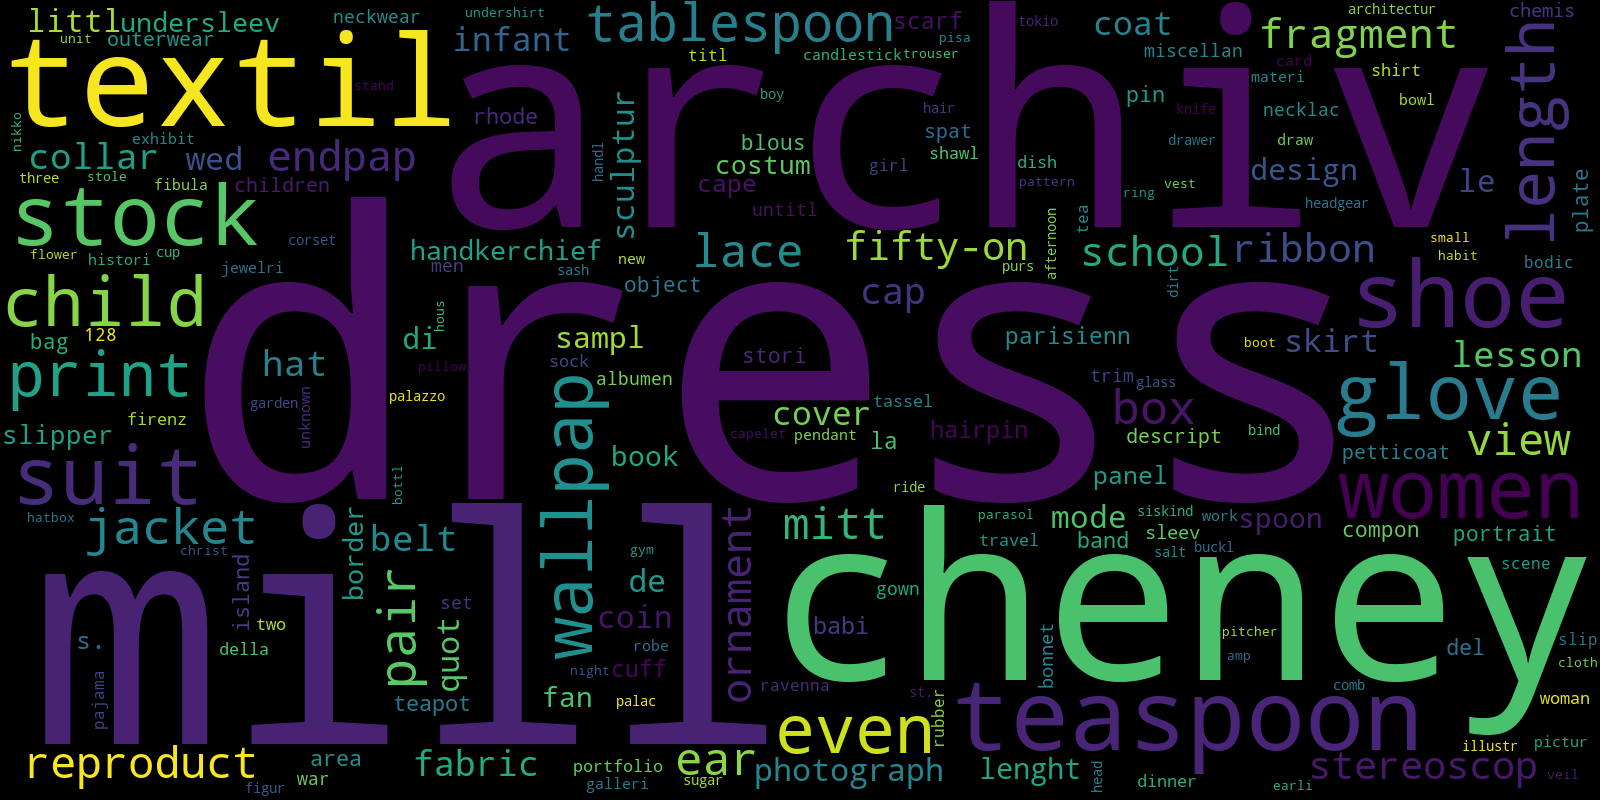 littl
undersleev
neckwear
undershirt
unit
outerwear
infant
tablespoon
scarf
tokio
coat
architectur
chemis
fragment
textil
archiv
titl
candlestick
trouser
pisa
miscellan
card
materi
shirt
length
stand
boy
hair
pin
knife
necklac
bowl
rhode
nikko
exhibit
sculptur
handl
blous
spat
shawl
drawer
draw
collar
wed
endpap
costum
girl
dish
design
le
plate
three
stole
fibula
children
cape
pattern
ring
vest
untitl
headgear
stock
tea
afternoon
corset
handkerchief
lace
fifty-on
school
ribbon
small
habit
flower
histori
cup
jewelri
men
sash
new
purs
dirt
bodic
object
cap
shoe
child
dress
hous
128
bag
di
sampl
stori
parisienn
boot
skirt
lesson
print
hat
pillow
sock
albumen
trim
glass
glove
palazzo
garden
unknown
tassel
box
cover
firenz
slipper
capelet
pendant
la
hairpin
descript
bind
view
book
petticoat
suit
bottl
wallpap
panel
women
ride
hatbox
jacket
christ
border
belt
ornament
mitt
parasol
mode
siskind
work
spoon
compon
portrait
travel
band
sleev
salt
buckl
gym
cheney
mill
island
pair
de
gown
scene
set
coin
babi
two
s.
quot
robe
bonnet
pitcher
amp
del
slip
cloth
della
night
cuff
pajama
teapot
fan
palac
ravenna
st.
rubber
comb
woman
teaspoon
even
reproduct
area
war
figur
fabric
portfolio
galleri
ear
sugar
photograph
lenght
head
dinner
earli
illustr
pictur
stereoscop
veil